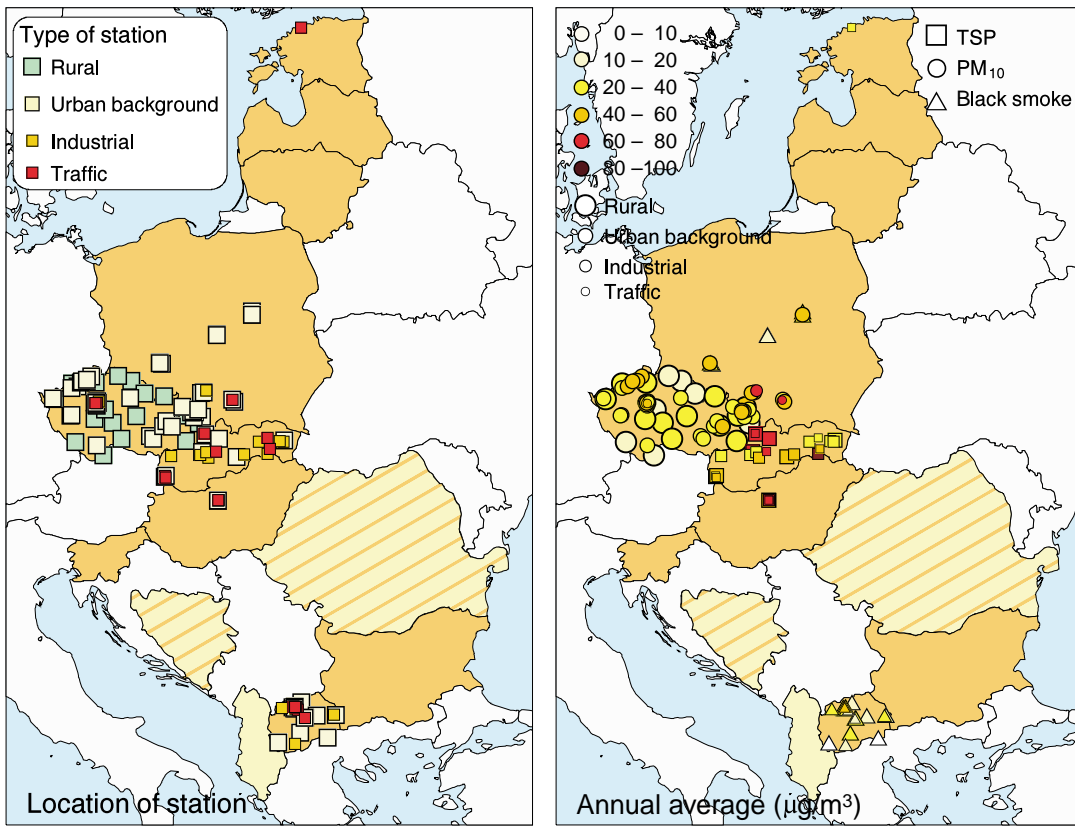 Type of station
Rural
Urban background
Industrial
Traffic
Location of station
0 – 10
10 – 20
20 – 40
40 – 60
60 – 80
80 –100
Rural
Urban background
Industrial
Traffic
TSP
PM₁₀
Black smoke
Annual average (µg/m³)